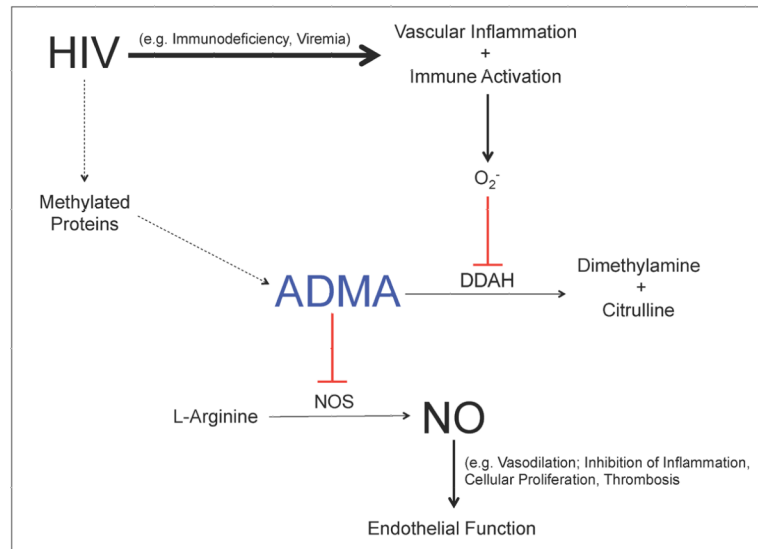 HIV
(e.g. Immunodeficiency, Viremia)
Vascular Inflammation
+
Immune Activation
O₂⁻
Methylated
Proteins
ADMA
DDAH
Dimethylamine
+
Citrulline
L-Arginine
NOS
NO
(e.g. Vasodilation; Inhibition of Inflammation,
Cellular Proliferation, Thrombosis
Endothelial Function